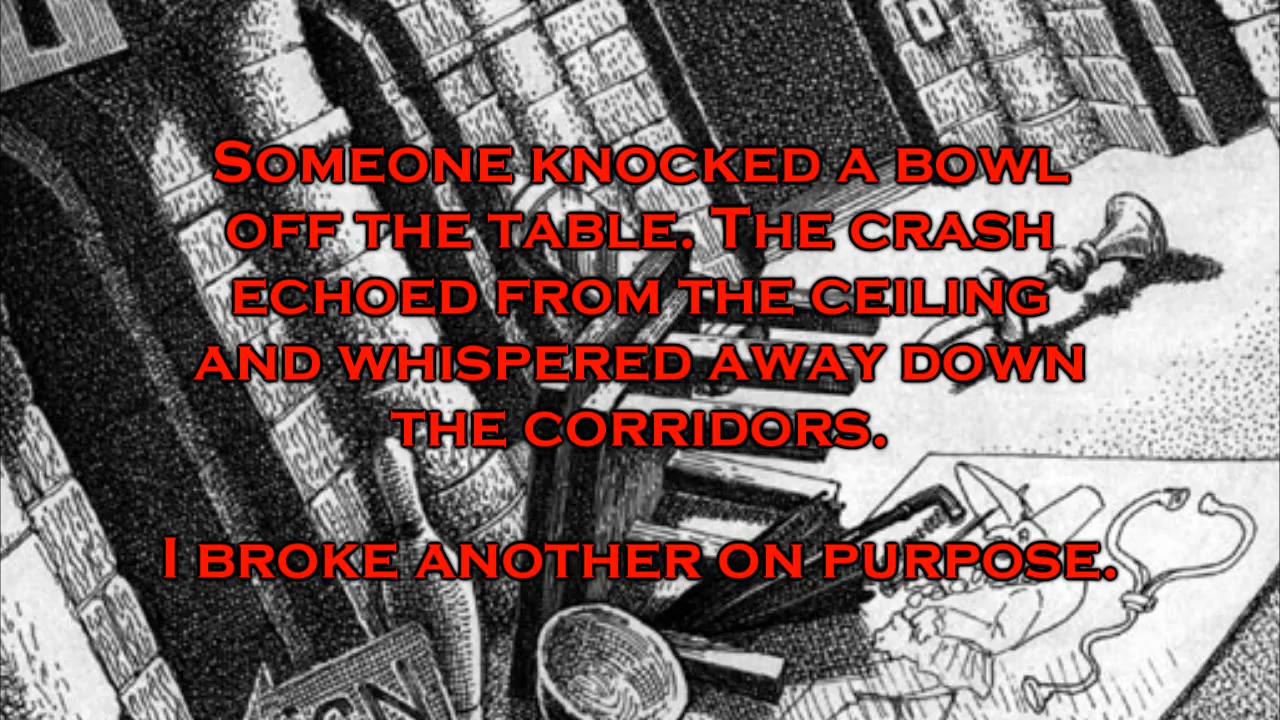 Someone knocked a bowl
off the table. The crash
echoed from the ceiling
and whispered away down
the corridors.
I broke another on purpose.